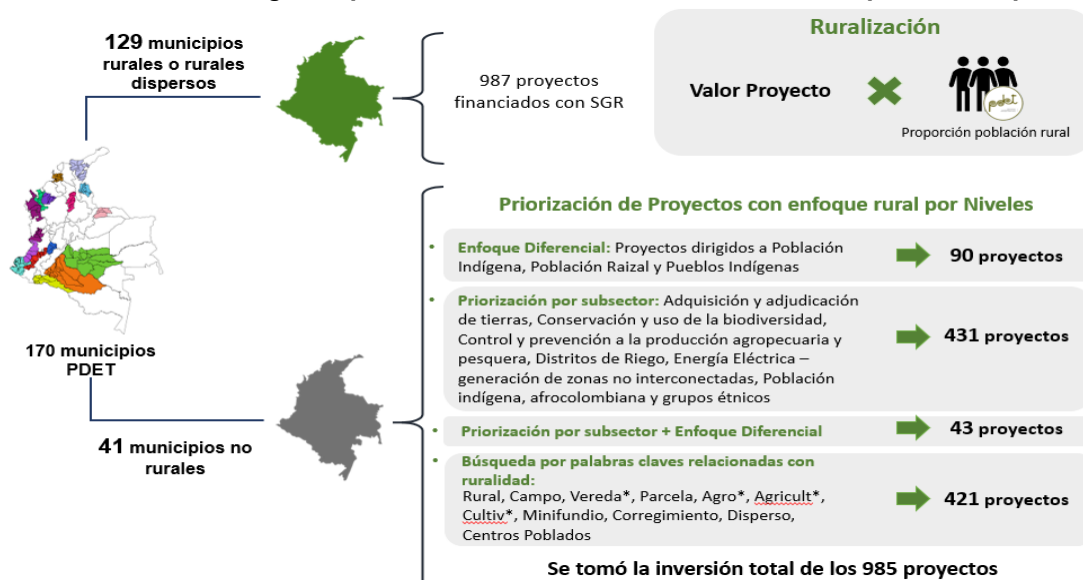 129 municipios
rurales o rurales
dispersos
987 proyectos
financiados con SGR
Ruralización
Valor Proyecto
pdet
Proporción población rural
170 municipios
PDET
41 municipios no
rurales
Priorización de Proyectos con enfoque rural por Niveles
• Enfoque Diferencial: Proyectos dirigidos a Población
Indígena, Población Raizal y Pueblos Indígenas
90 proyectos
• Priorización por subsector: Adquisición y adjudicación
de tierras, Conservación y uso de la biodiversidad,
Control y prevención a la producción agropecuaria y
pesquera, Distritos de Riego, Energía Eléctrica –
generación de zonas no interconectadas, Población
indígena, afrocolombiana y grupos étnicos
431 proyectos
• Priorización por subsector + Enfoque Diferencial
43 proyectos
• Búsqueda por palabras claves relacionadas con
ruralidad:
Rural, Campo, Vereda*, Parcela, Agro*, Agricult*,
Cultiv*, Minifundio, Corregimiento, Disperso,
Centros Poblados
421 proyectos
Se tomó la inversión total de los 985 proyectos